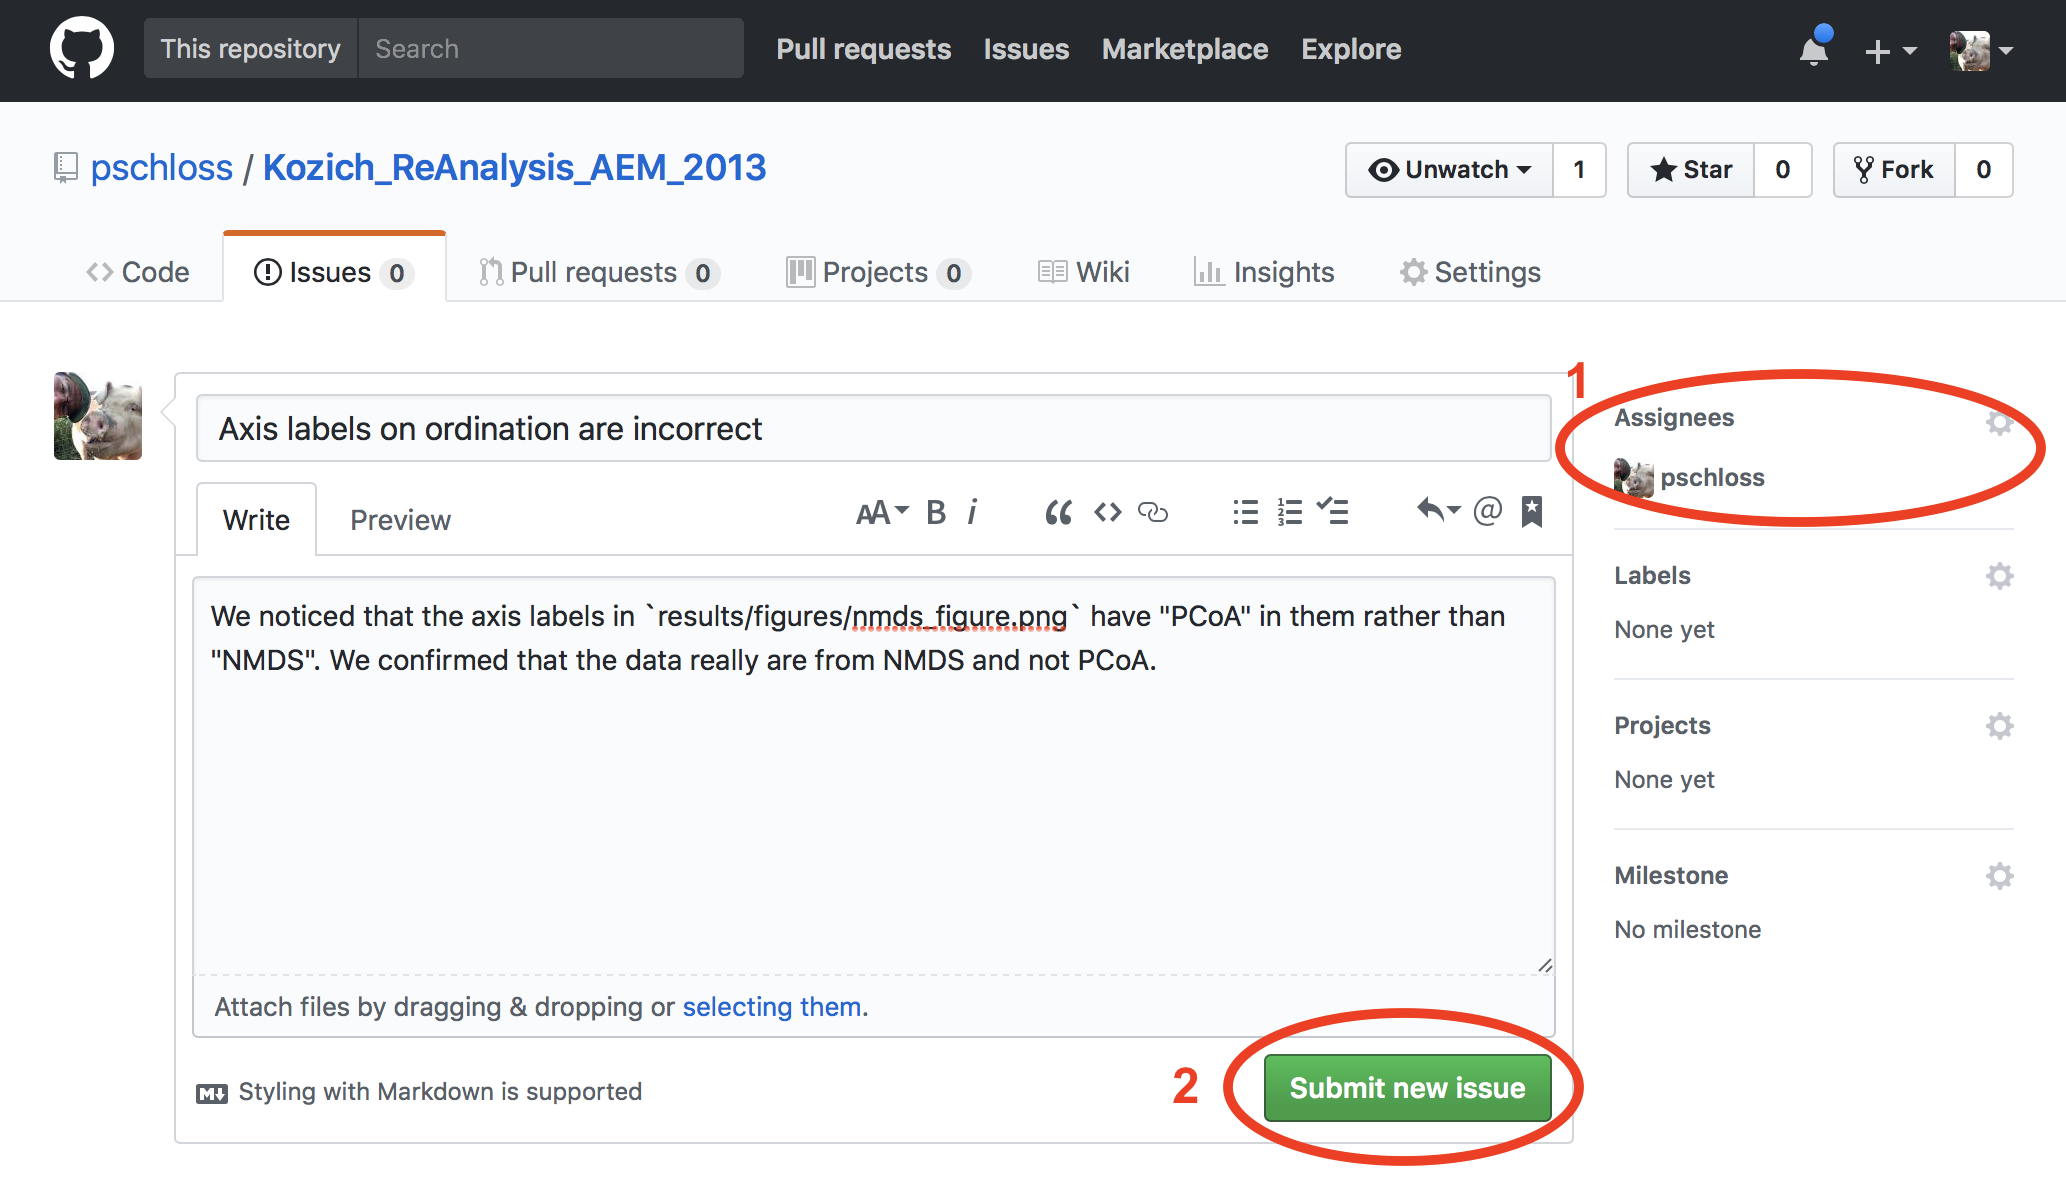 This repository Search Pull requests Issues Marketplace Explore
pschloss / Kozich_ReAnalysis_AEM_2013 Unwatch 1 Star 0 Fork 0
Code Issues 0 Pull requests 0 Projects 0 Wiki Insights Settings
1
Axis labels on ordination are incorrect
Write Preview AA B i
We noticed that the axis labels in `results/figures/nmds_figure.png` have "PCoA" in them rather than
"NMDS". We confirmed that the data really are from NMDS and not PCoA.
Attach files by dragging & dropping or selecting them.
Styling with Markdown is supported
2
Submit new issue
Assignees
pschloss
Labels
None yet
Projects
None yet
Milestone
No milestone